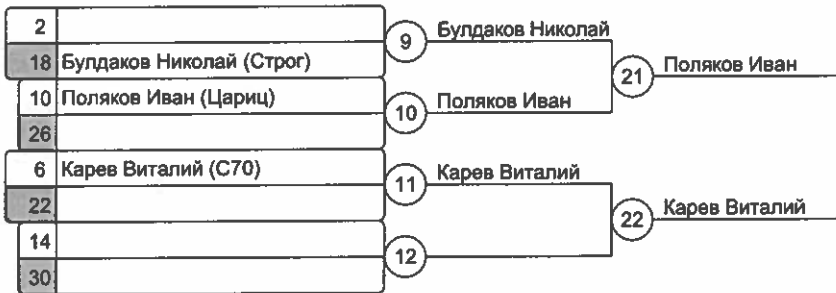 2
18 Булдаков Николай (Строг)
9 Булдаков Николай
10 Поляков Иван (Цариц)
26
10 Поляков Иван
21 Поляков Иван
6 Карев Виталий (С70)
22
11 Карев Виталий
14
30
12
22 Карев Виталий